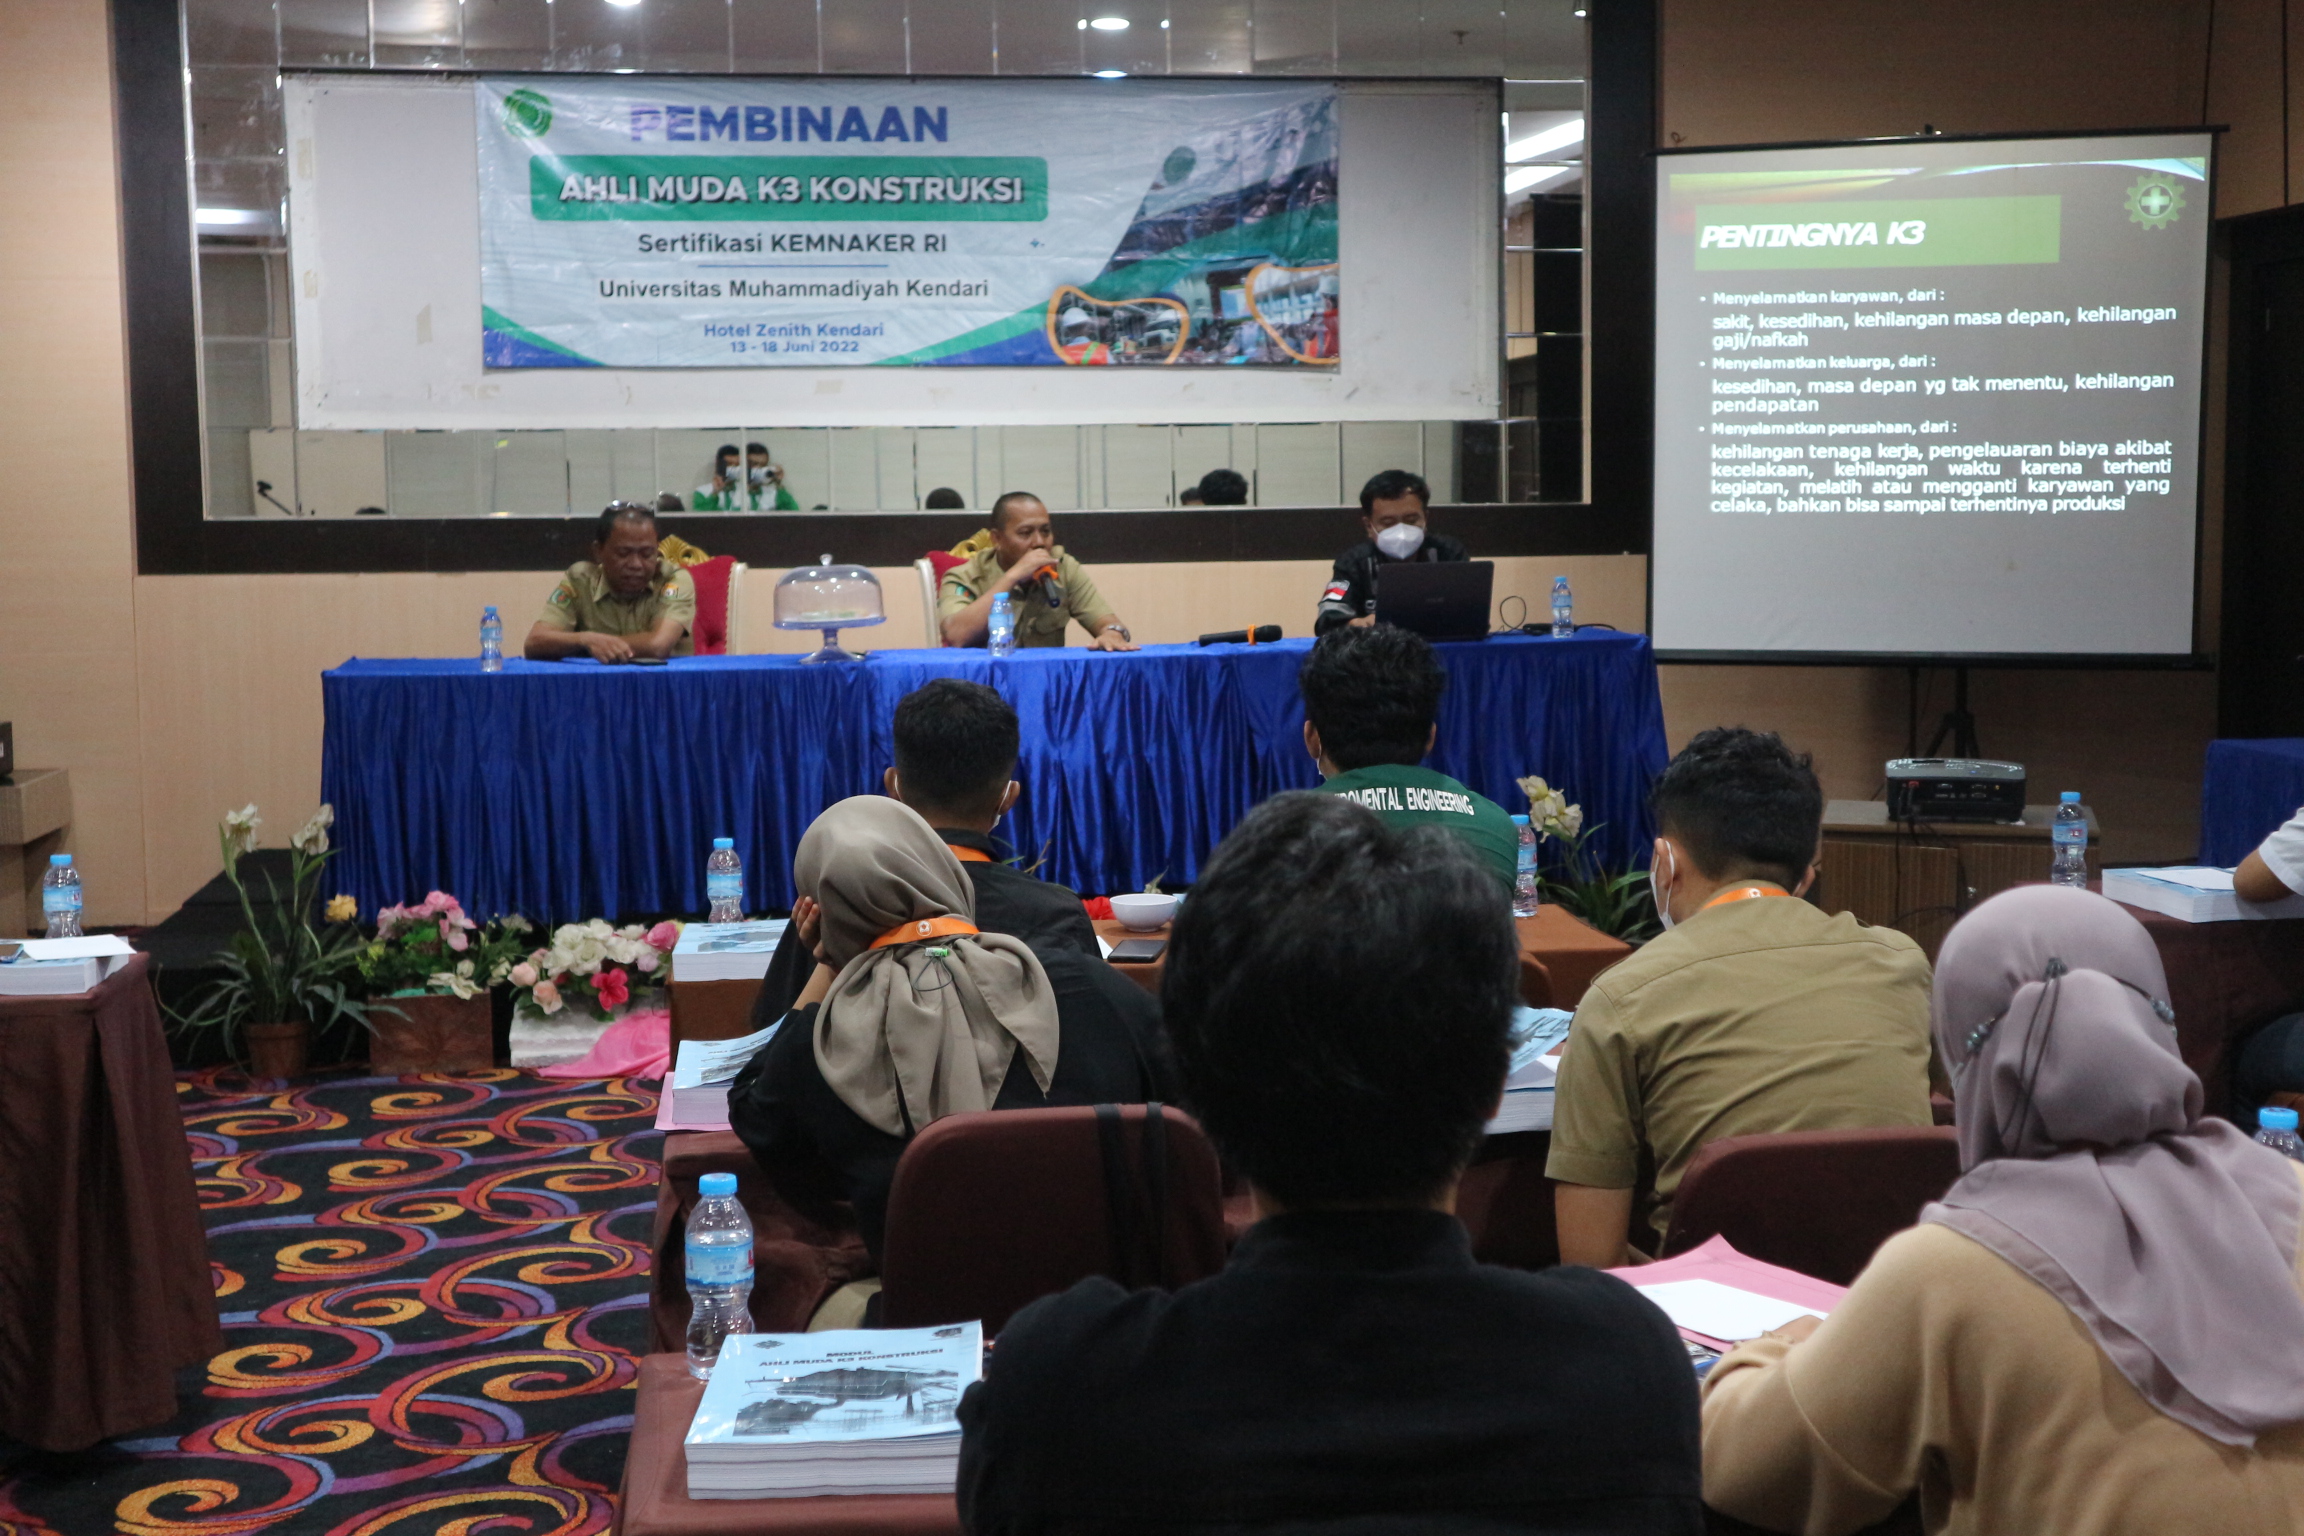 PEMBINAAN
AHLI MUDA K3 KONSTRUKSI
Sertifikasi KEMNAKER RI
Universitas Muhammadiyah Kendari
Hotel Zenith Kendari
13 - 18 Juni 2022
PENTINGNYA K3
• Menyelamatkan karyawan, dari :
sakit, kesedihan, kehilangan masa depan, kehilangan
gaji/nafkah
• Menyelamatkan keluarga, dari :
kesedihan, masa depan yg tak menentu, kehilangan
pendapatan
• Menyelamatkan perusahaan, dari :
kehilangan tenaga kerja, pengelauaran biaya akibat
kecelakaan, kehilangan waktu karena terhenti
kegiatan, melatih atau mengganti karyawan yang
celaka, bahkan bisa sampai terhentinya produksi
ENGINEERING
MODUL
AHLI MUDA K3 KONSTRUKSI